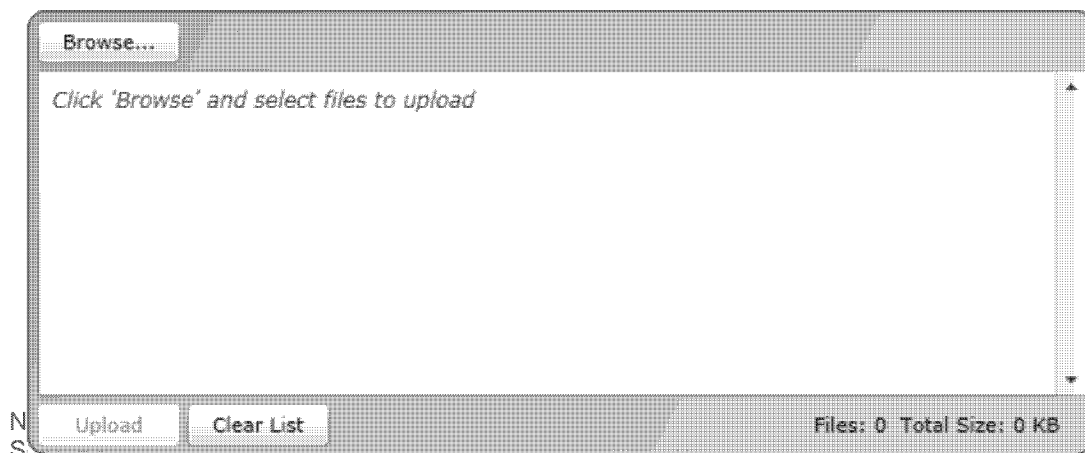 Browse...
Click 'Browse' and select files to upload
N
Upload Clear List Files: 0 Total Size: 0 KB
S